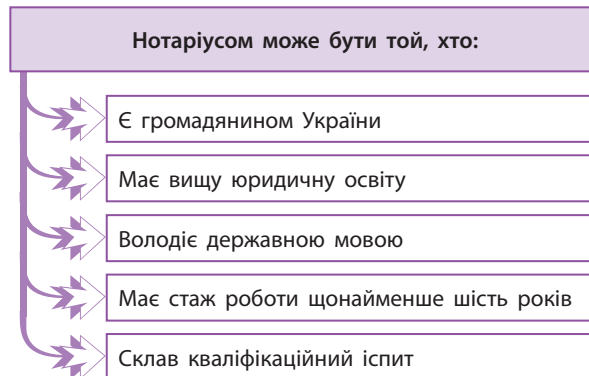 Нотаріусом може бути той, хто:
Є громадянином України
Має вищу юридичну освіту
Володіє державною мовою
Має стаж роботи щонайменше шість років
Склав кваліфікаційний іспит